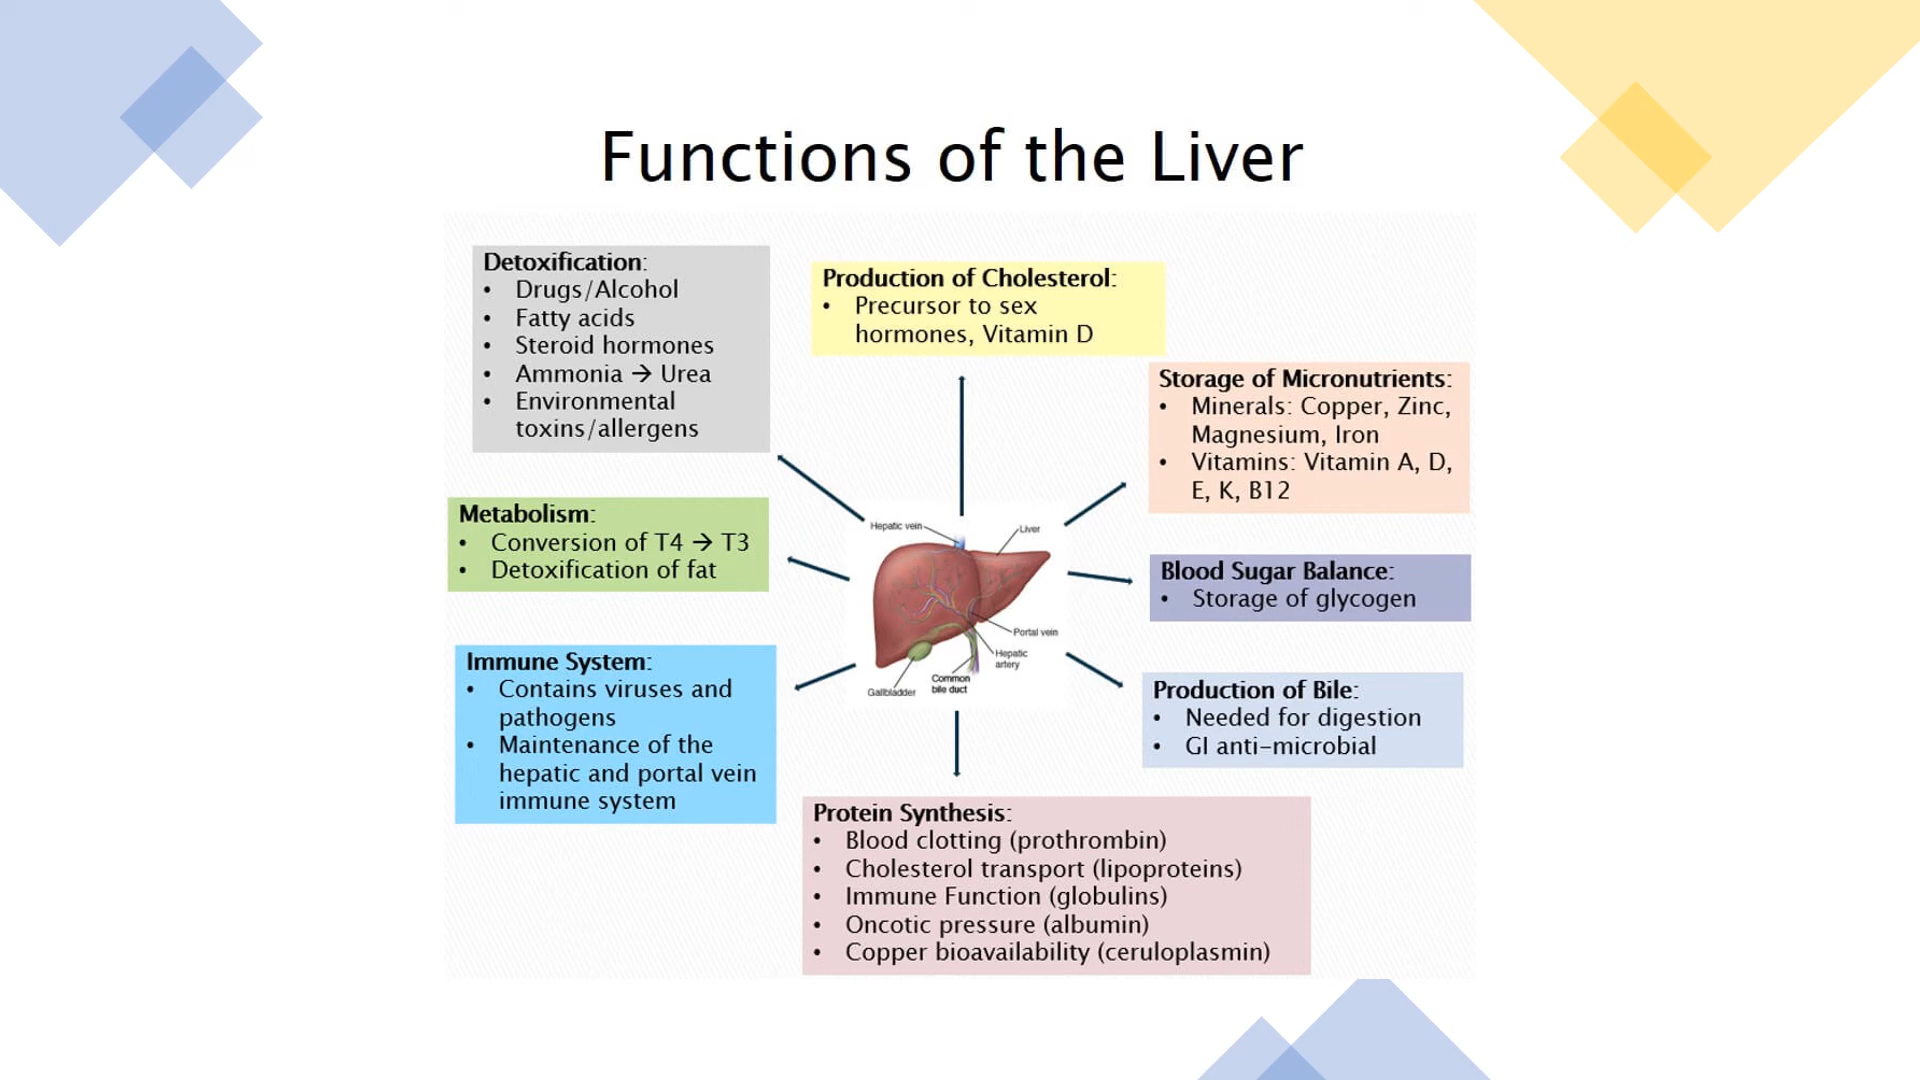 Functions of the Liver
Detoxification:
• Drugs/Alcohol
• Fatty acids
• Steroid hormones
• Ammonia → Urea
• Environmental
toxins/allergens
Production of Cholesterol:
• Precursor to sex
hormones, Vitamin D
Storage of Micronutrients:
• Minerals: Copper, Zinc,
Magnesium, Iron
• Vitamins: Vitamin A, D,
E, K, B12
Metabolism:
• Conversion of T4 → T3
• Detoxification of fat
Hepatic vein
Liver
Portal vein
Hepatic
artery
Common
bile duct
Gallbladder
Blood Sugar Balance:
• Storage of glycogen
Immune System:
• Contains viruses and
pathogens
• Maintenance of the
hepatic and portal vein
immune system
Production of Bile:
• Needed for digestion
• GI anti-microbial
Protein Synthesis:
• Blood clotting (prothrombin)
• Cholesterol transport (lipoproteins)
• Immune Function (globulins)
• Oncotic pressure (albumin)
• Copper bioavailability (ceruloplasmin)